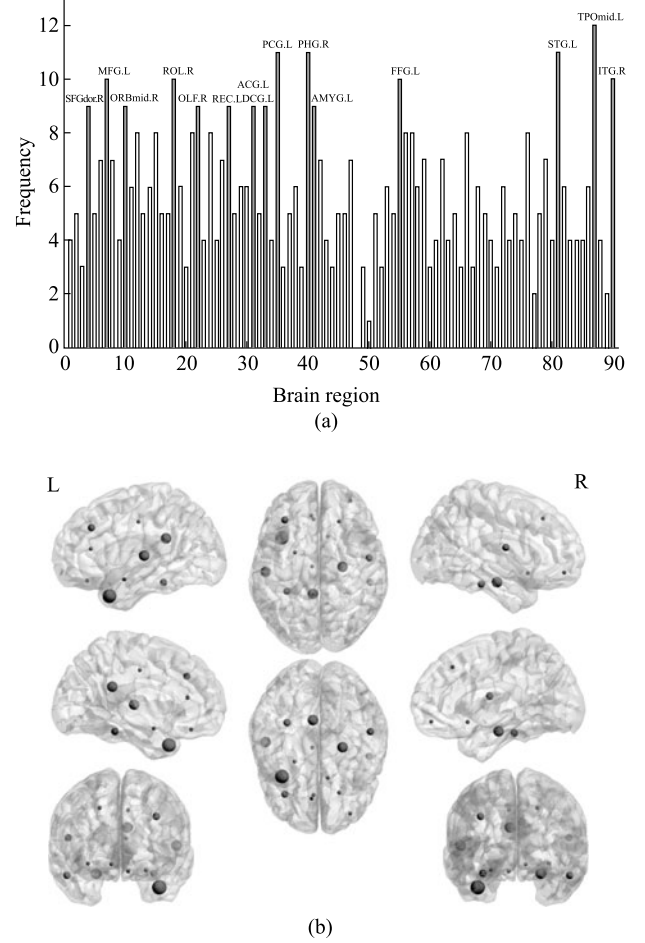 12
TPOmid.L
PCG.L PHG.R
STG.L
10
MFG.L
ROL.R
ACG.L
FFG.L
ITG.R
SFGdor.R ORBmid.R
OLF.R REC.L DCG.L
AMYG.L
8
6
4
2
0
Frequency
0 10 20 30 40 50 60 70 80 90
Brain region
(a)
L
R
(b)